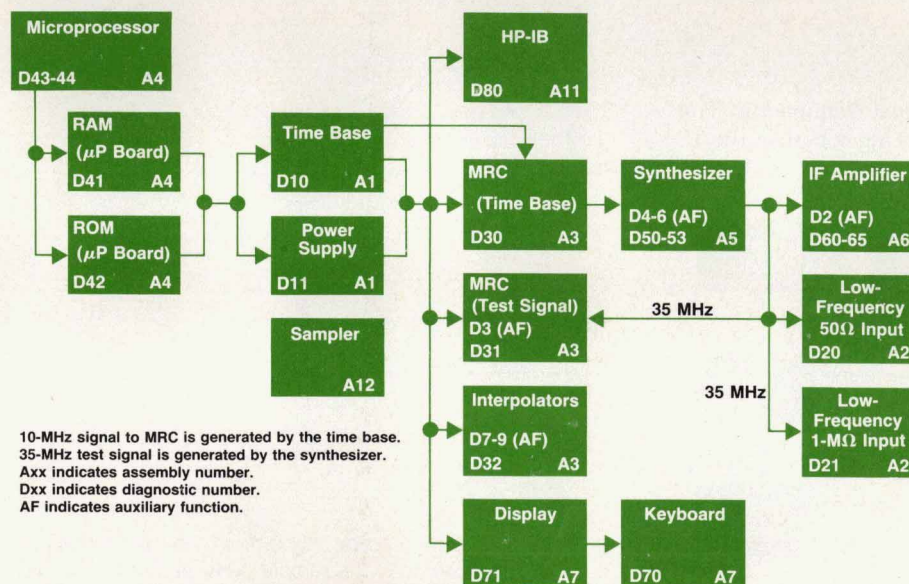 Microprocessor
D43-44 A4
RAM
(μP Board)
D41 A4
ROM
(μP Board)
D42 A4
Time Base
D10 A1
Power
Supply
D11 A1
Sampler
A12
HP-IB
D80 A11
MRC
(Time Base)
D30 A3
MRC
(Test Signal)
D3 (AF)
D31 A3
Interpolators
D7-9 (AF)
D32 A3
Display
D71 A7
Keyboard
D70 A7
Synthesizer
D4-6 (AF)
D50-53 A5
35 MHz
35 MHz
IF Amplifier
D2 (AF)
D60-65 A6
Low-
Frequency
50Ω Input
D20 A2
Low-
Frequency
1-MΩ Input
D21 A2
10-MHz signal to MRC is generated by the time base.
35-MHz test signal is generated by the synthesizer.
Axx indicates assembly number.
Dxx indicates diagnostic number.
AF indicates auxiliary function.